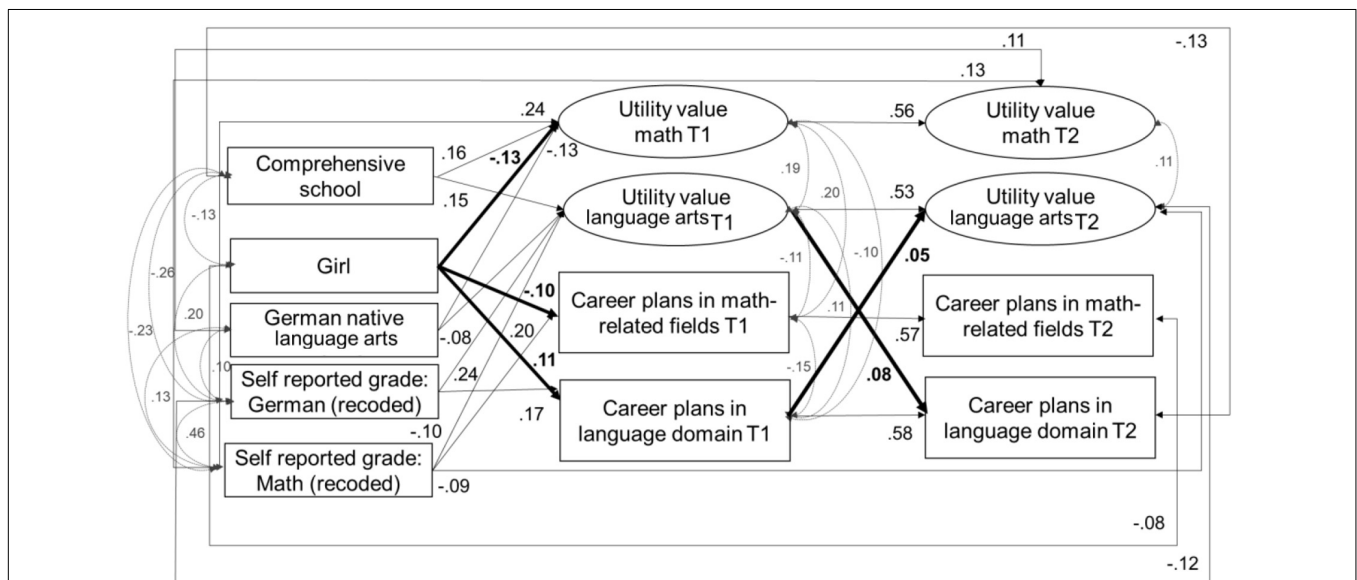 .11
-.13
.13
.24
Utility value
math T1
.56
Utility value
math T2
Comprehensive
school
.16
-.13
-.13
.19
.11
.15
.20
-.13
Utility value
language arts T1
.53
Utility value
language arts T2
Girl
-.26
-.11
-.10
.05
-.10
Career plans in math-
related fields T1
.11
Career plans in math-
related fields T2
.20
German native
language arts
-.23
-.08
.20
.57
.11
-.15
.08
.10
Self reported grade:
German (recoded)
.24
.13
.17
Career plans in
language domain T1
.58
Career plans in
language domain T2
.46
-.10
Self reported grade:
Math (recoded)
-.09
-.08
-.12